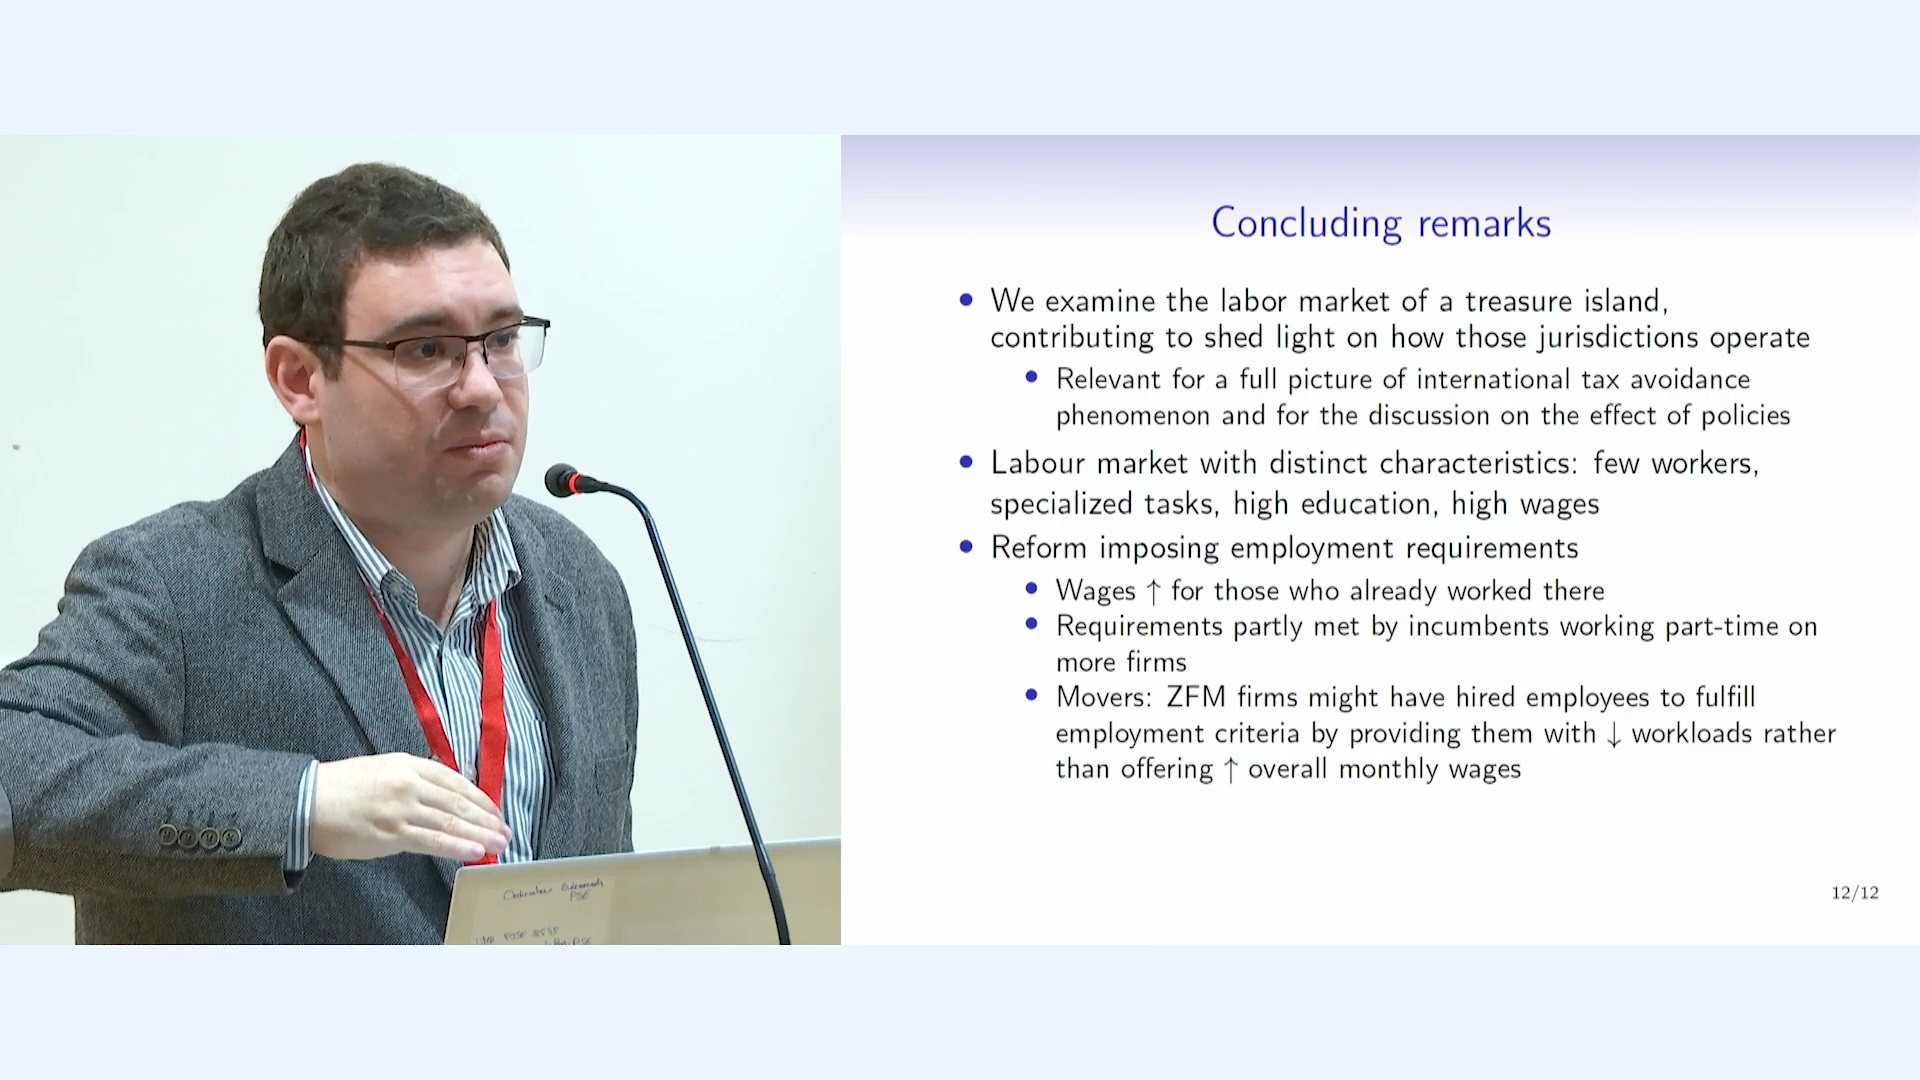 Concluding remarks
• We examine the labor market of a treasure island,
contributing to shed light on how those jurisdictions operate
• Relevant for a full picture of international tax avoidance
phenomenon and for the discussion on the effect of policies
• Labour market with distinct characteristics: few workers,
specialized tasks, high education, high wages
• Reform imposing employment requirements
• Wages ↑ for those who already worked there
• Requirements partly met by incumbents working part-time on
more firms
• Movers: ZFM firms might have hired employees to fulfill
employment criteria by providing them with ↓ workloads rather
than offering ↑ overall monthly wages
12/12
PSE